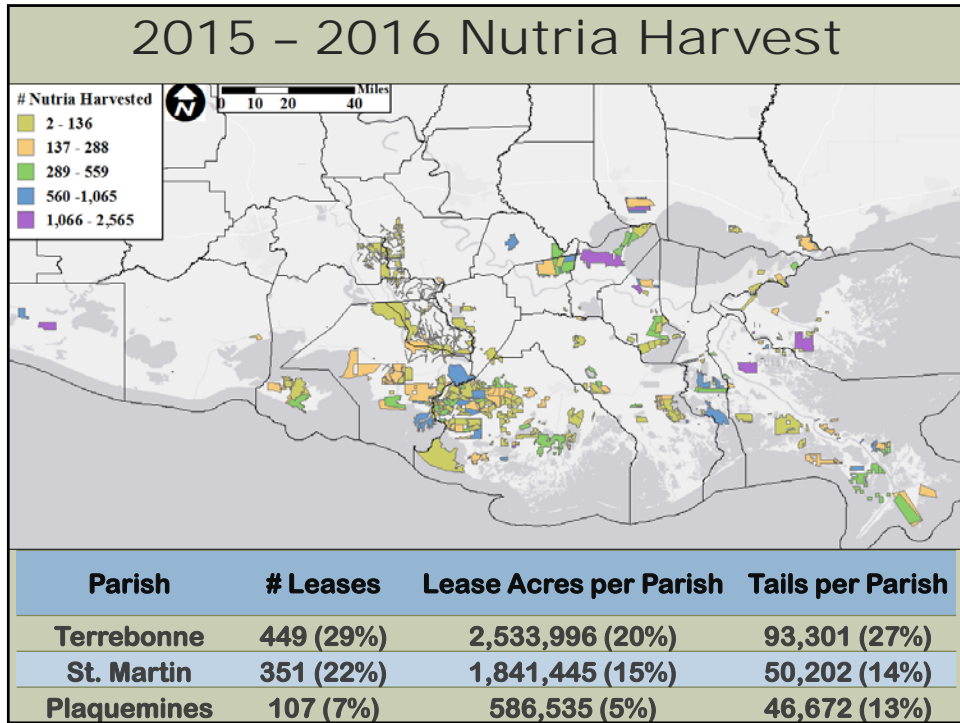 2015 – 2016 Nutria Harvest
# Nutria Harvested
2 - 136
137 - 288
289 - 559
560 -1,065
1,066 - 2,565
N
Miles
0 10 20 40
Parish # Leases Lease Acres per Parish Tails per Parish
Terrebonne 449 (29%) 2,533,996 (20%) 93,301 (27%)
St. Martin 351 (22%) 1,841,445 (15%) 50,202 (14%)
Plaquemines 107 (7%) 586,535 (5%) 46,672 (13%)